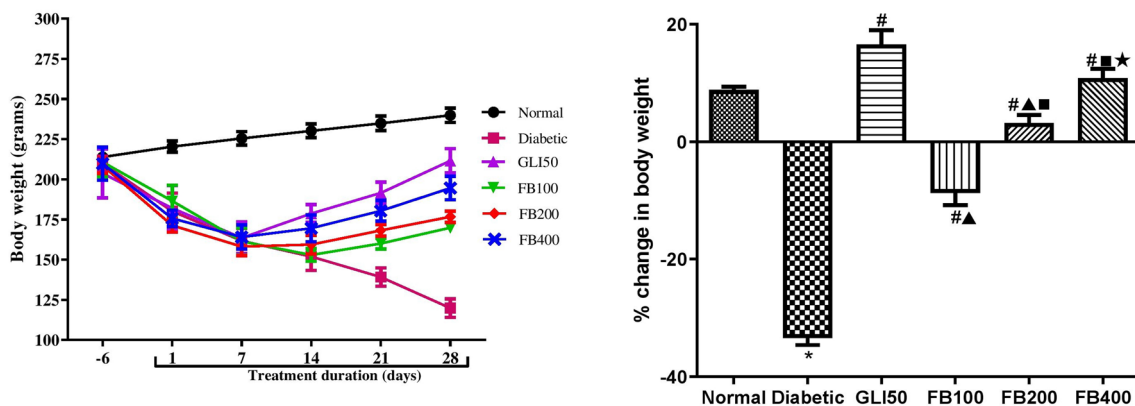 300
275
250
225
200
175
150
125
100
Body weight (grams)
-6 1 7 14 21 28
Treatment duration (days)
Normal
Diabetic
GLI50
FB100
FB200
FB400
20
0
-20
-40
% change in body weight
#
*
#▲
#▲■
#■★
Normal Diabetic GLI50 FB100 FB200 FB400